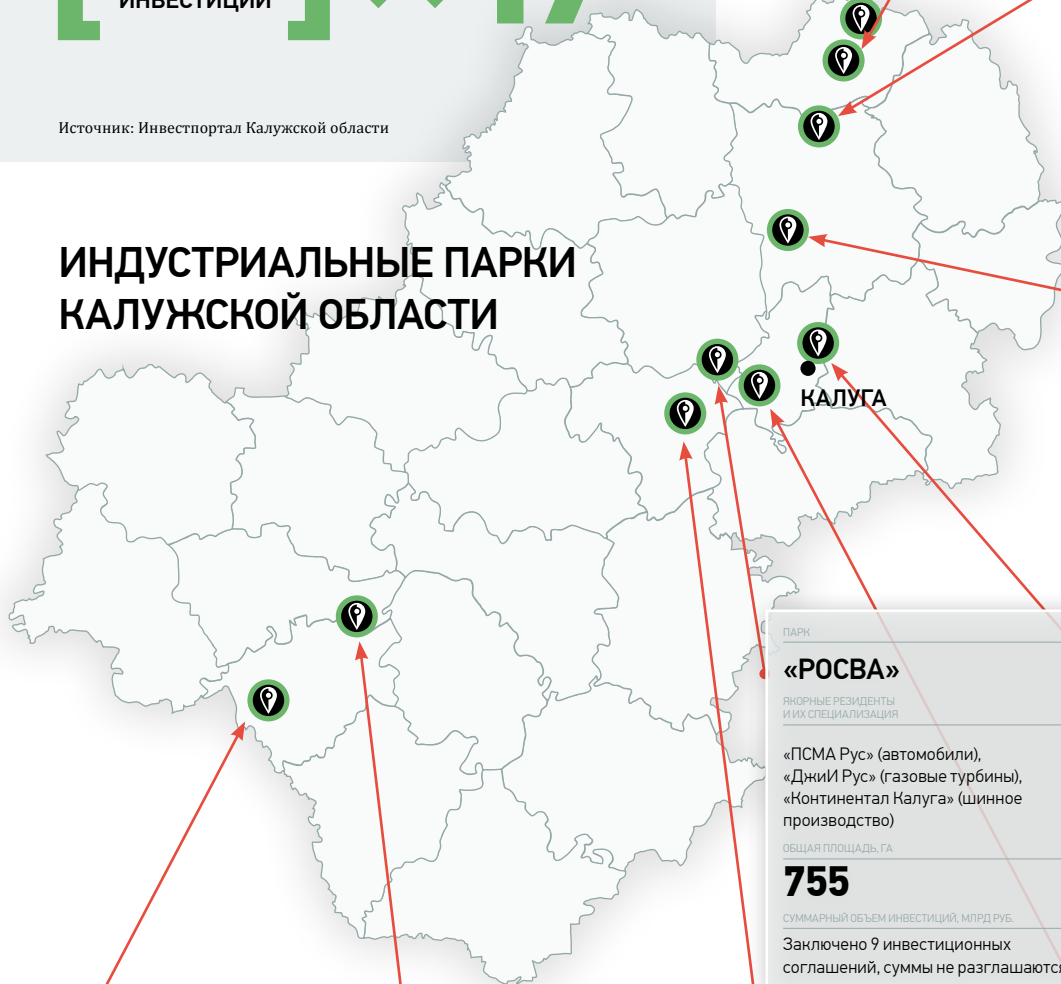 ИНВЕСТИЦИИ
Источник: Инвестпортал Калужской области
ИНДУСТРИАЛЬНЫЕ ПАРКИ
КАЛУЖСКОЙ ОБЛАСТИ
КАЛУГА
ПАРК
«РОСВА»
ЯКОРНЫЕ РЕЗИДЕНТЫ
И ИХ СПЕЦИАЛИЗАЦИЯ
«ПСМА Рус» (автомобили),
«ДжиИ Рус» (газовые турбины),
«Континентал Калуга» (шинное
производство)
ОБЩАЯ ПЛОЩАДЬ, ГА
755
СУММАРНЫЙ ОБЪЕМ ИНВЕСТИЦИЙ, МЛРД РУБ.
Заключено 9 инвестиционных
соглашений, суммы не разглашаются